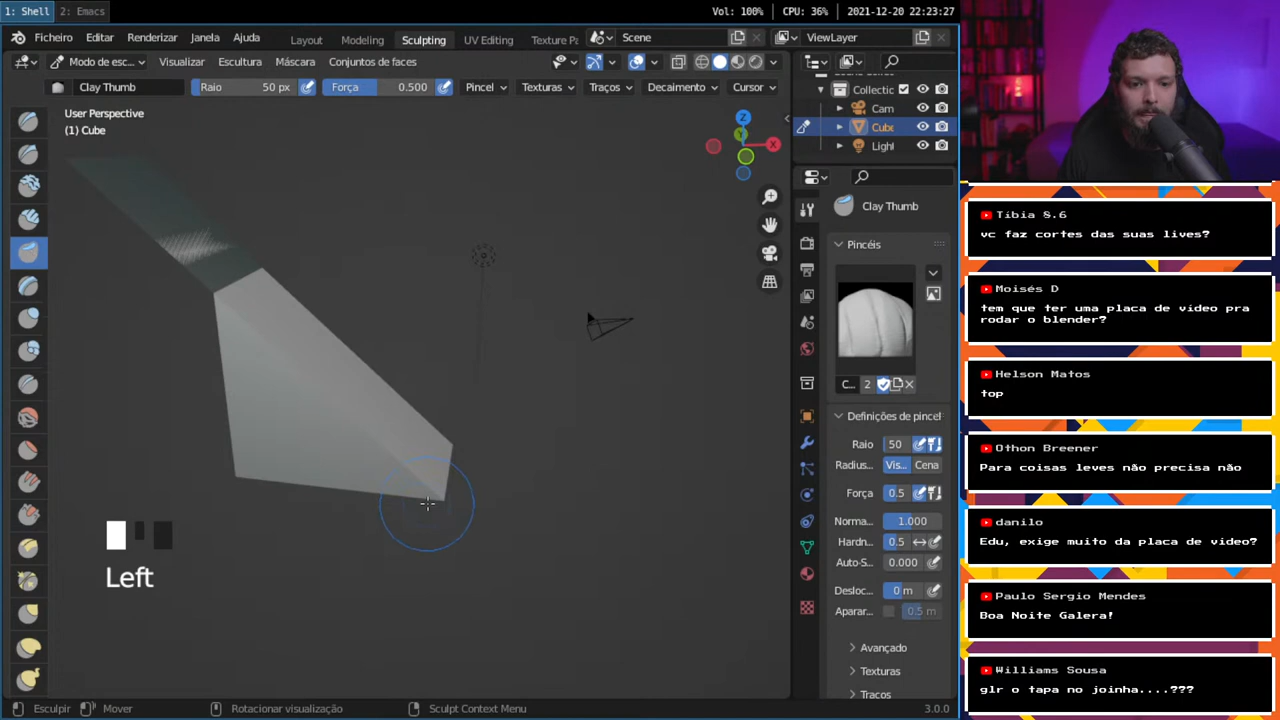 1: Shell
2: Emacs
Vol: 100%
CPU: 36%
2021-12-20 22:23:27
Ficheiro
Editar
Renderizar
Janela
Ajuda
Layout
Modeling
Sculpting
UV Editing
Texture Pa
Scene
ViewLayer
Modo de esc...
Visualizar
Escultura
Máscara
Conjuntos de faces
Clay Thumb
Raio 50 px
Força 0.500
Pincel
Texturas
Traços
Decaimento
Cursor
User Perspective
(1) Cube
Z
Y
X
Collectic
Cam
Cube
Light
Clay Thumb
Pincéis
C... 2
Definições de pincel
Raio 50
Radius... Vis... Cena
Força 0.5
Norma... 1.000
Hardn... 0.5
Auto-S... 0.000
Desloc... 0 m
Aparar... 0.5 m
Avançado
Texturas
Traços
Left
Esculpir
Mover
Rotacionar visualização
Sculpt Context Menu
3.0.0
Tibia 8.6
vc faz cortes das suas lives?
Moisés D
tem que ter uma placa de video pra
rodar o blender?
Helson Matos
top
Othon Breener
Para coisas leves não precisa não
danilo
Edu, exige muito da placa de video?
Paulo Sergio Mendes
Boa Noite Galera!
Williams Sousa
glr o tapa no joinha....???